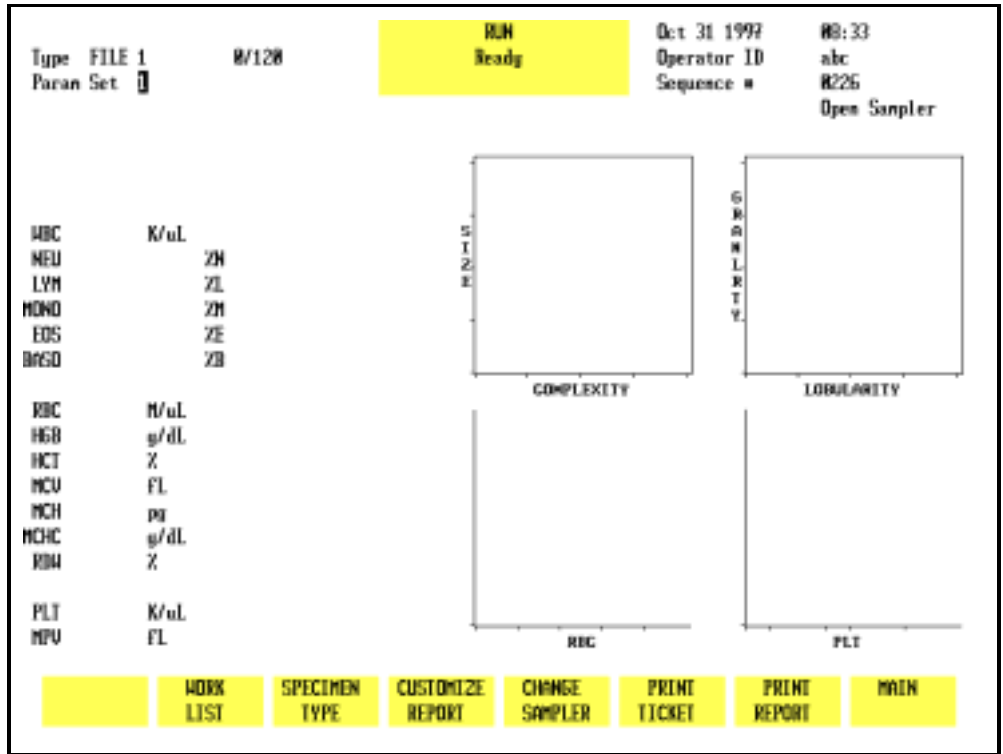 RUN
Ready
Oct 31 1997 08:33
Type FILE 1 0/120
Operator ID abc
Param Set 1
Sequence # 0226
Open Sampler
WBC K/uL
NEU %N
LYM %L
MONO %M
EOS %E
BASO %B
RBC M/uL
HGB g/dL
HCT %
MCV fL
MCH pg
MCHC g/dL
RDW %
PLT K/uL
MPV fL
SIZE
COMPLEXITY
GRANLRTY
LOBULARITY
RBC
PLT
WORK
LIST
SPECIMEN
TYPE
CUSTOMIZE
REPORT
CHANGE
SAMPLER
PRINT
TICKET
PRINT
REPORT
MAIN